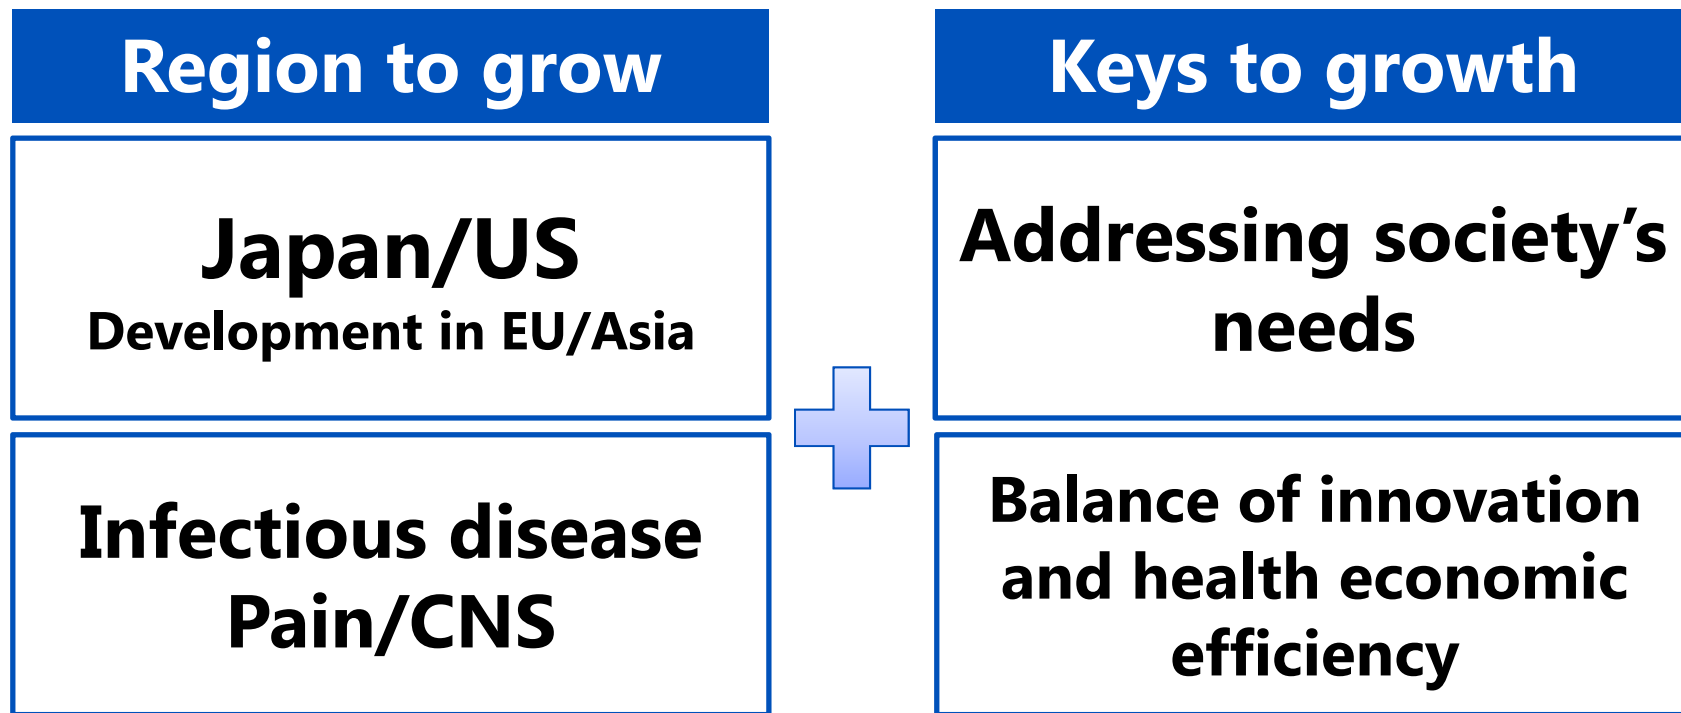 Region to grow
Japan/US
Development in EU/Asia
Infectious disease
Pain/CNS
Keys to growth
Addressing society’s
needs
Balance of innovation
and health economic
efficiency